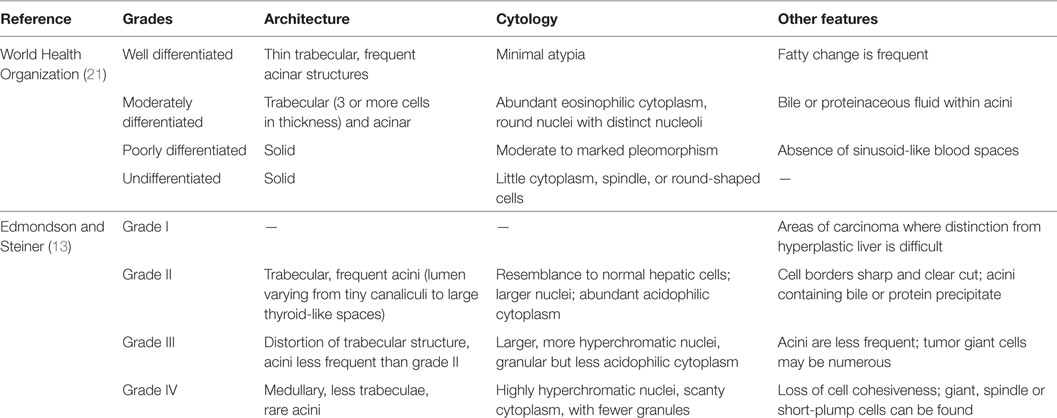 Reference Grades Architecture Cytology Other features
World Health Well differentiated Thin trabecular, frequent Minimal atypia Fatty change is frequent
Organization (21) acinar structures
Moderately Trabecular (3 or more cells Abundant eosinophilic cytoplasm, Bile or proteinaceous fluid within acini
differentiated in thickness) and acinar round nuclei with distinct nucleoli
Poorly differentiated Solid Moderate to marked pleomorphism Absence of sinusoid-like blood spaces
Undifferentiated Solid Little cytoplasm, spindle, or round-shaped —
cells
Edmondson and Grade I — — Areas of carcinoma where distinction from
Steiner (13) hyperplastic liver is difficult
Grade II Trabecular, frequent acini (lumen Resemblance to normal hepatic cells; Cell borders sharp and clear cut; acini
varying from tiny canaliculi to large larger nuclei; abundant acidophilic containing bile or protein precipitate
thyroid-like spaces) cytoplasm
Grade III Distortion of trabecular structure, Larger, more hyperchromatic nuclei, Acini are less frequent; tumor giant cells
acini less frequent than grade II granular but less acidophilic cytoplasm may be numerous
Grade IV Medullary, less trabeculae, Highly hyperchromatic nuclei, scanty Loss of cell cohesiveness; giant, spindle or
rare acini cytoplasm, with fewer granules short-plump cells can be found